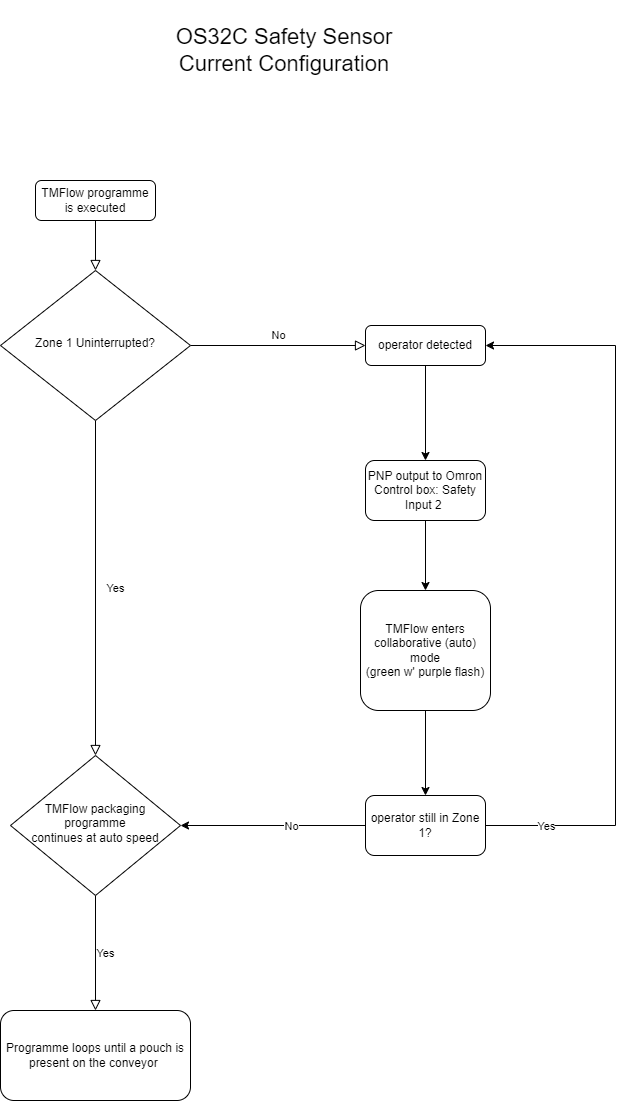 OS32C Safety Sensor
Current Configuration
TMFlow programme
is executed
Zone 1 Uninterrupted?
No
operator detected
PNP output to Omron
Control box: Safety
Input 2
Yes
TMFlow enters
collaborative (auto)
mode
(green w' purple flash)
TMFlow packaging
programme
continues at auto speed
No
operator still in Zone
1?
Yes
Yes
Programme loops until a pouch is
present on the conveyor